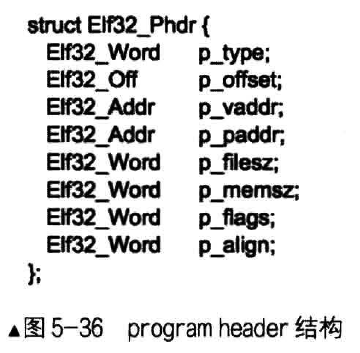 struct Elf32_Phdr {
Elf32_Word p_type;
Elf32_Off p_offset;
Elf32_Addr p_vaddr;
Elf32_Addr p_paddr;
Elf32_Word p_filesz;
Elf32_Word p_memsz;
Elf32_Word p_flags;
Elf32_Word p_align;
};
▲图 5-36 program header 结构